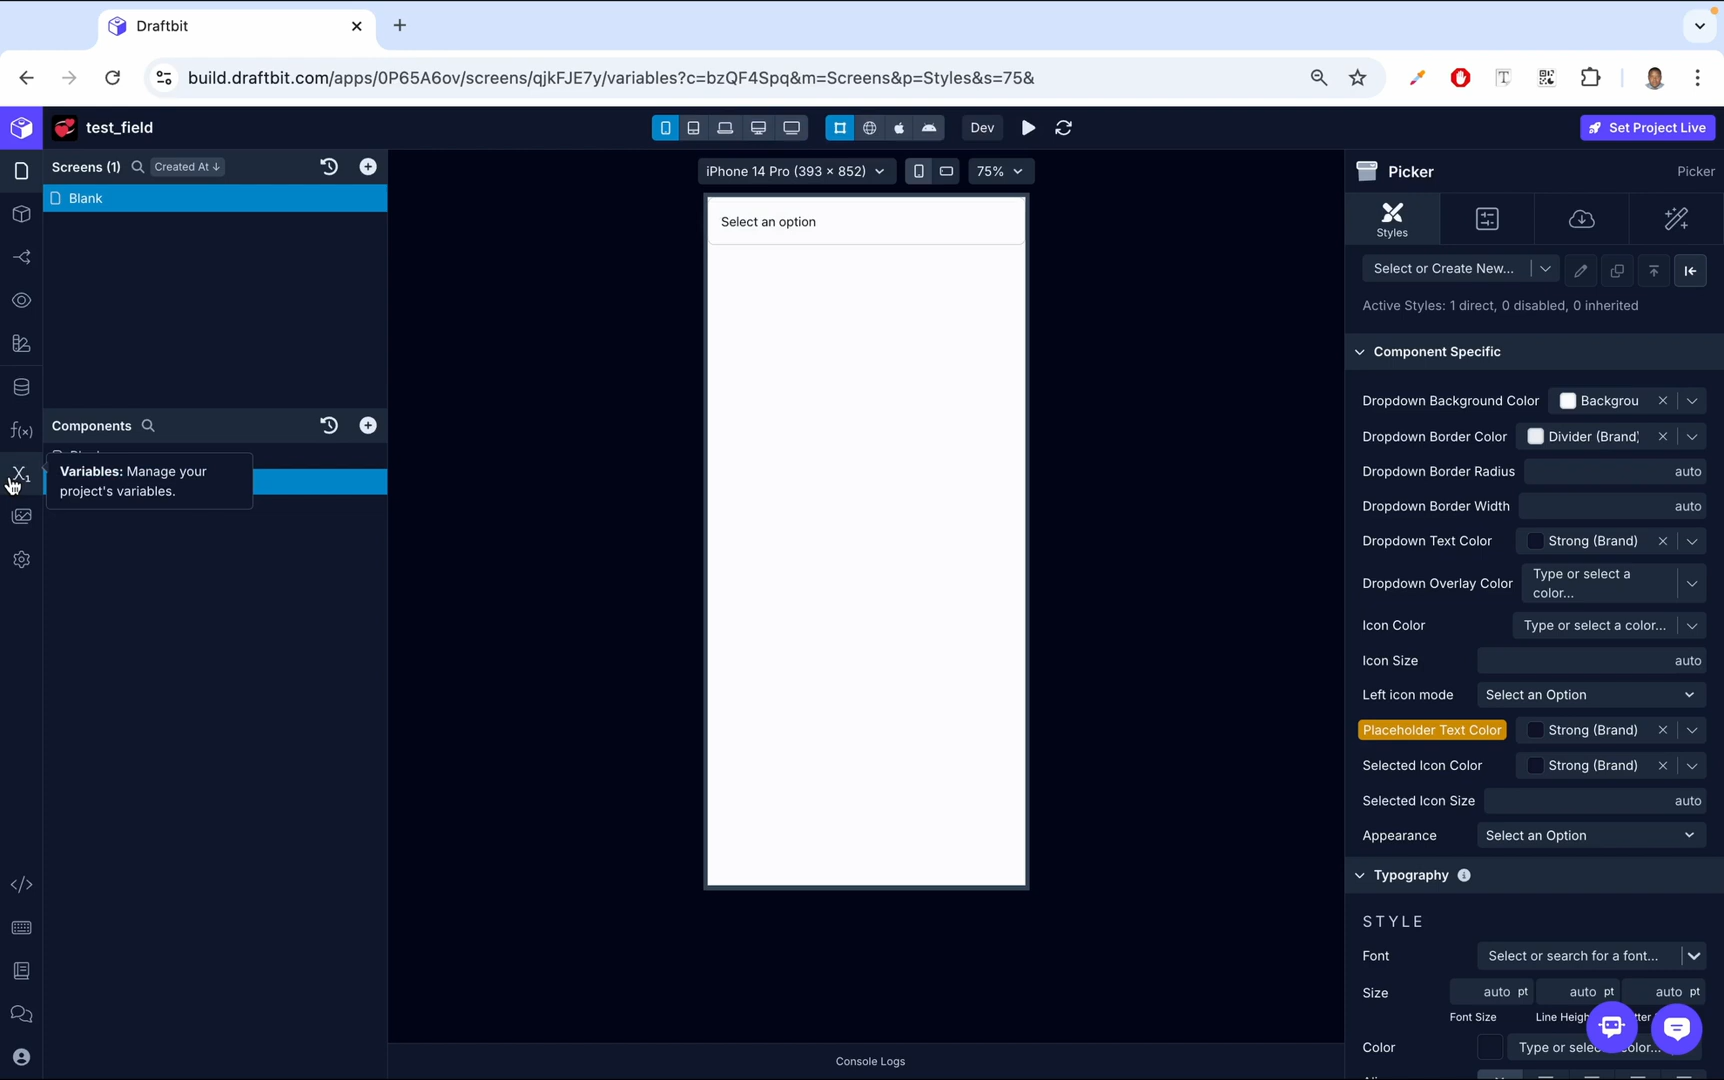 Draftbit
build.draftbit.com/apps/0P65A6ov/screens/qjkFJE7y/variables?c=bzQF4Spq&m=Screens&p=Styles&s=75&
test_field
Dev
Set Project Live
Screens (1) Created At ↓
iPhone 14 Pro (393 × 852)
75%
Picker
Picker
Blank
Select an option
Styles
Select or Create New...
Active Styles: 1 direct, 0 disabled, 0 inherited
Component Specific
Dropdown Background Color Backgrou
Components
Dropdown Border Color Divider (Brand)
Variables: Manage your
project's variables.
Dropdown Border Radius auto
Dropdown Border Width auto
Dropdown Text Color Strong (Brand)
Dropdown Overlay Color Type or select a
color...
Icon Color Type or select a color...
Icon Size auto
Left icon mode Select an Option
Placeholder Text Color Strong (Brand)
Selected Icon Color Strong (Brand)
Selected Icon Size auto
Appearance Select an Option
Typography
STYLE
Font Select or search for a font...
Size auto pt auto pt auto pt
Font Size Line Heigh tter
Color Type or selec color...
Console Logs